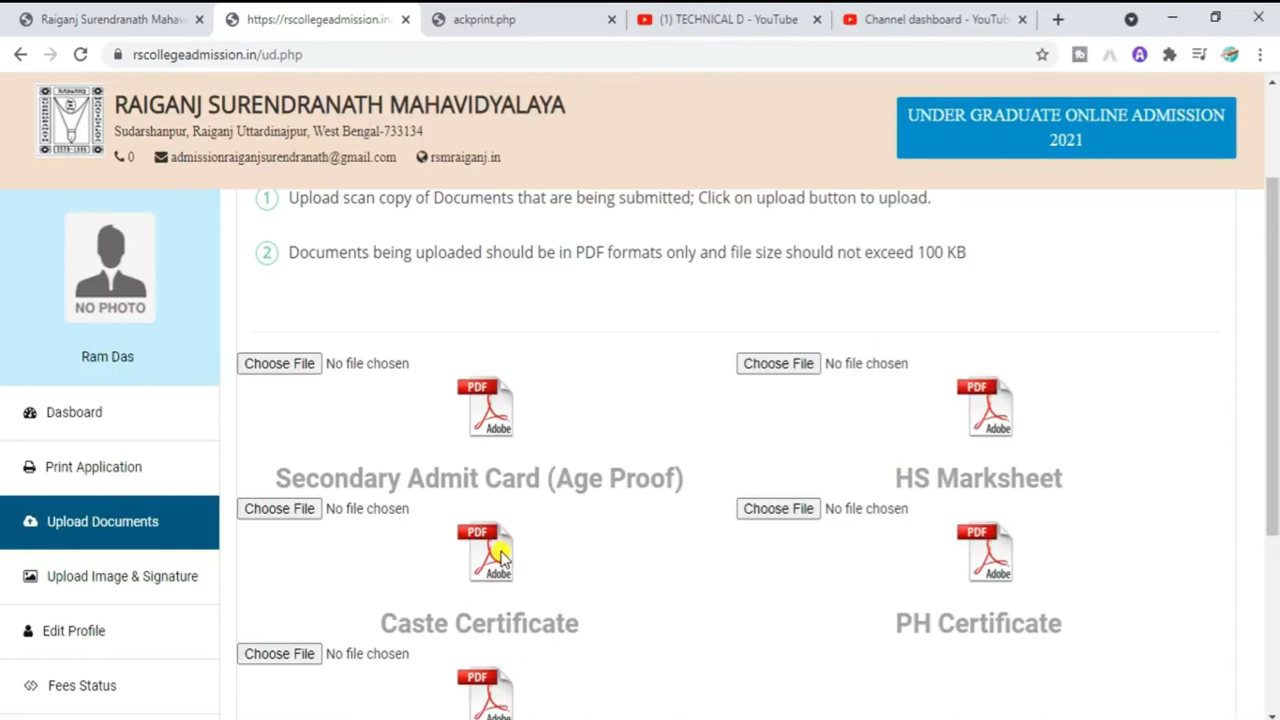 Raiganj Surendranath Mahav
https://rscollegeadmission.in
ackprint.php
(1) TECHNICAL D - YouTube
Channel dashboard - YouTub
rscollegeadmission.in/ud.php
RAIGANJ SURENDRANATH MAHAVIDYALAYA
Sudarshanpur, Raiganj Uttardinajpur, West Bengal-733134
0 admissionraiganjsurendranath@gmail.com rsmraiganj.in
UNDER GRADUATE ONLINE ADMISSION
2021
NO PHOTO
Ram Das
Dasboard
Print Application
Upload Documents
Upload Image & Signature
Edit Profile
Fees Status
1 Upload scan copy of Documents that are being submitted; Click on upload button to upload.
2 Documents being uploaded should be in PDF formats only and file size should not exceed 100 KB
Choose File No file chosen
PDF
Adobe
Secondary Admit Card (Age Proof)
Choose File No file chosen
PDF
Adobe
HS Marksheet
Choose File No file chosen
PDF
Adobe
Caste Certificate
Choose File No file chosen
PDF
Adobe
PH Certificate
Choose File No file chosen
PDF
Adobe